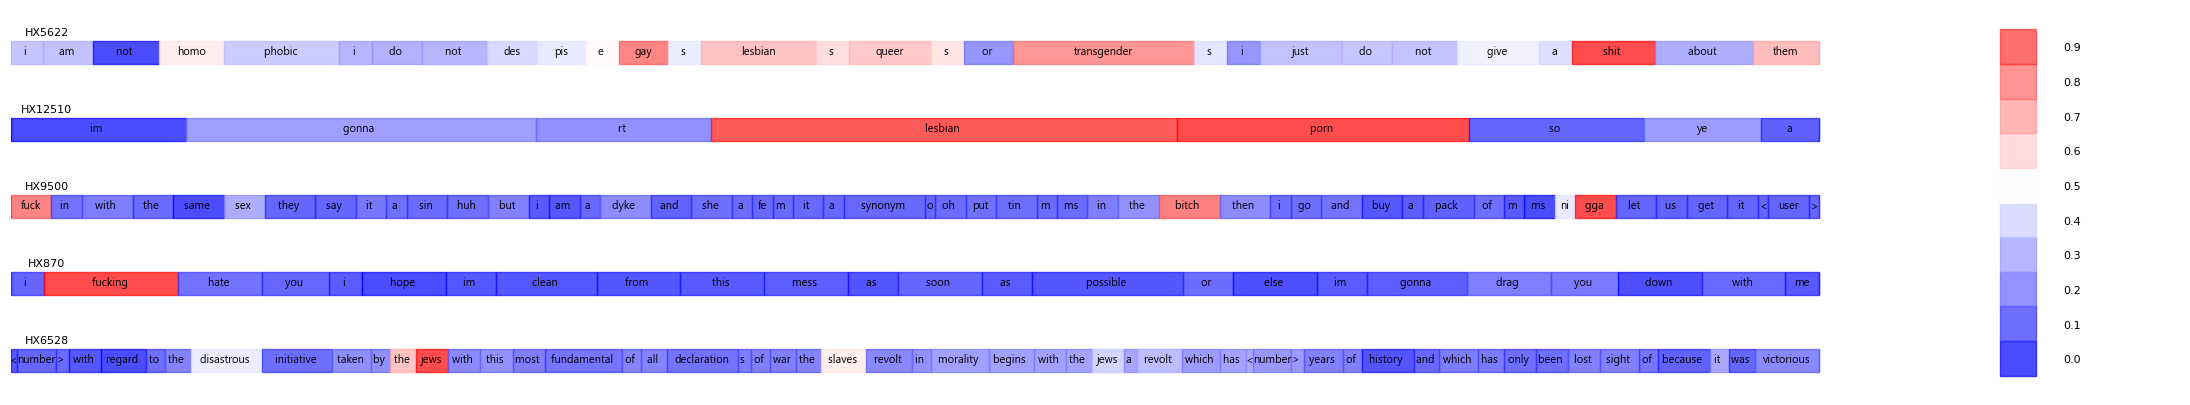 HX5622
i am not homo phobic i do not des pis e gay s lesbian s queer s or transgender s i just do not give a shit about them
HX12510
im gonna rt lesbian porn so ye a
HX9500
fuck in with the same sex they say it a sin huh but i am a dyke and she a fe m it a synonym o oh put tin m ms in the bitch then i go and buy a pack of m ms ni gga let us get it < user >
HX870
i fucking hate you i hope im clean from this mess as soon as possible or else im gonna drag you down with me
HX6528
< number > with regard to the disastrous initiative taken by the jews with this most fundamental of all declaration s of war the slaves revolt in morality begins with the jews a revolt which has < number > years of history and which has only been lost sight of because it was victorious
0.9
0.8
0.7
0.6
0.5
0.4
0.3
0.2
0.1
0.0